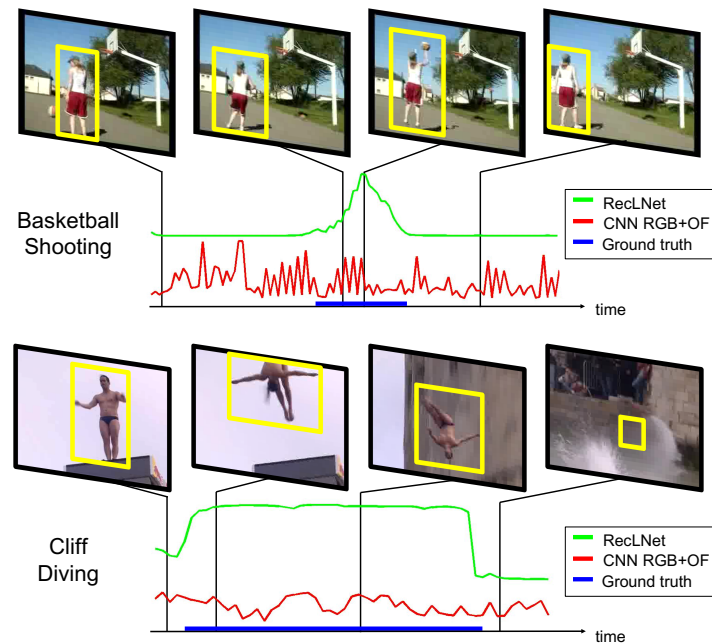 Basketball
Shooting
RecLNet
CNN RGB+OF
Ground truth
time
Cliff
Diving
RecLNet
CNN RGB+OF
Ground truth
time